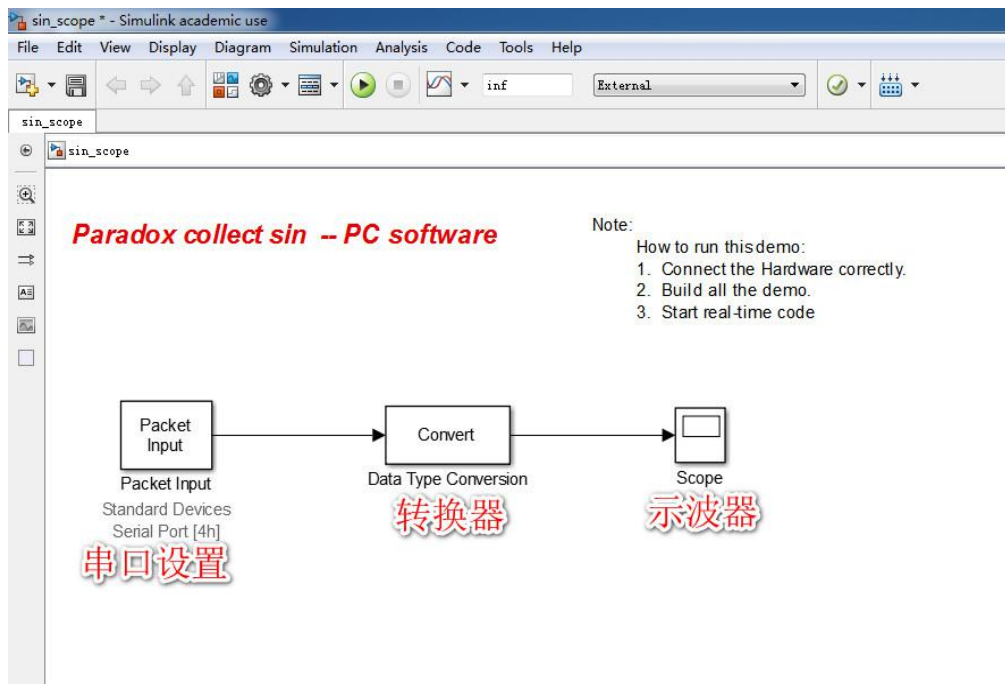 sin_scope * - Simulink academic use
File Edit View Display Diagram Simulation Analysis Code Tools Help
inf External
sin_scope
sin_scope
Paradox collect sin -- PC software
Note:
How to run this demo:
1. Connect the Hardware correctly.
2. Build all the demo.
3. Start real-time code
Packet
Input
Convert
Packet Input
Data Type Conversion
Scope
Standard Devices
Serial Port [4h]
串口设置
转换器
示波器